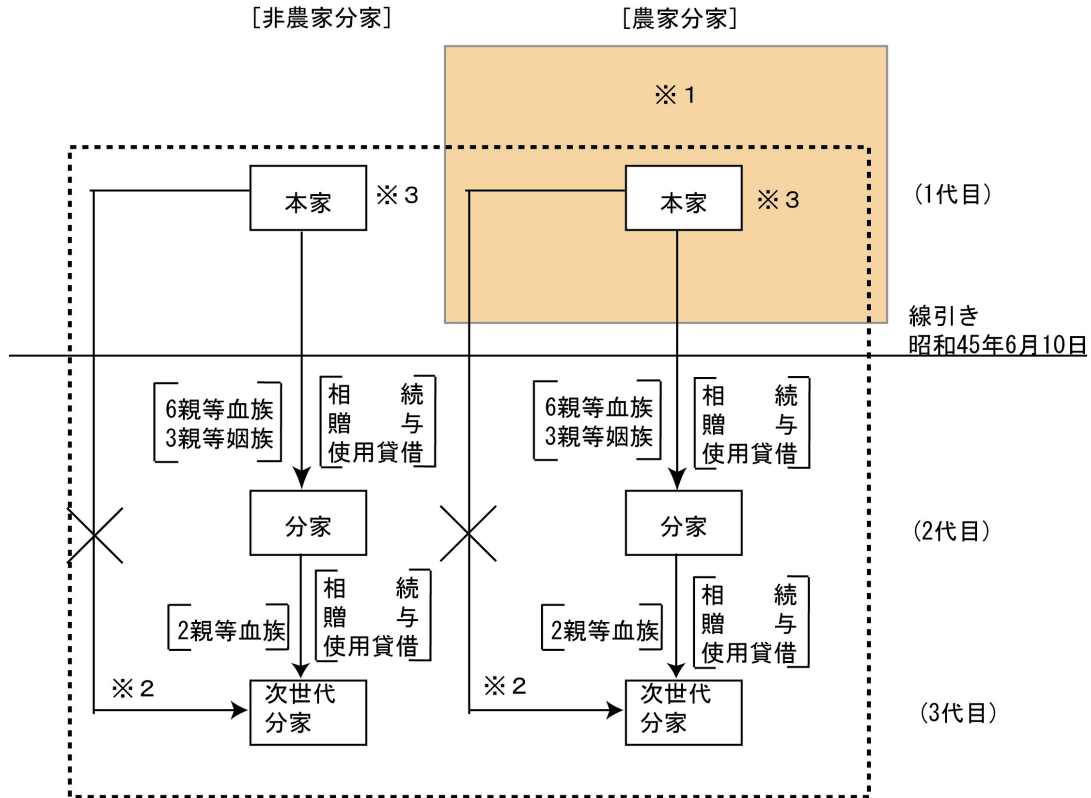 [非農家分家]
[農家分家]
※1
本家
※3
本家
※3
(1代目)
線引き
昭和45年6月10日
6親等血族
3親等姻族
相続
贈与
使用貸借
6親等血族
3親等姻族
相続
贈与
使用貸借
分家
分家
(2代目)
2親等血族
相続
贈与
使用貸借
2親等血族
相続
贈与
使用貸借
※2
次世代
分家
※2
次世代
分家
(3代目)